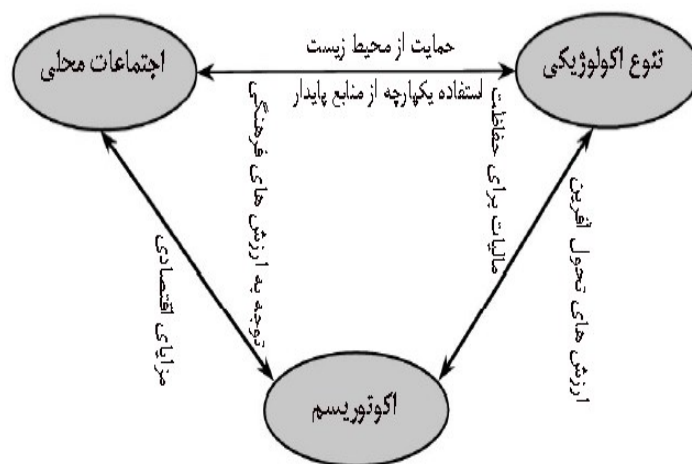 تنوع اکولوژیکی
حمایت از محیط زیست
استفاده یکهارچه از منابع پایدار
اجتماعات محلی
ارزش های تحول آفرین
مالیات برای حفاظت
توجه به ارزش های فرهنگی
مزایای اقتصادی
اکوتوریسم